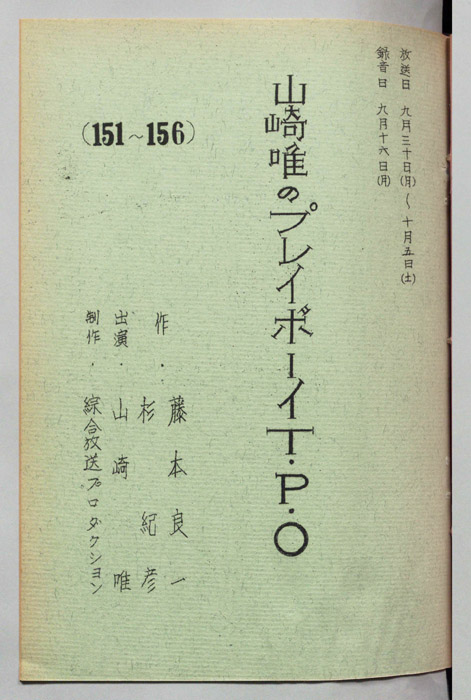 放送日 九月三十日(月)〜十月五日(土)
録音日 九月十六日(月)
山崎唯のプレイボーイT・P・O
(151〜156)
作・藤本良一
杉紀彦
出演・山崎唯
制作・綜合放送プロダクション